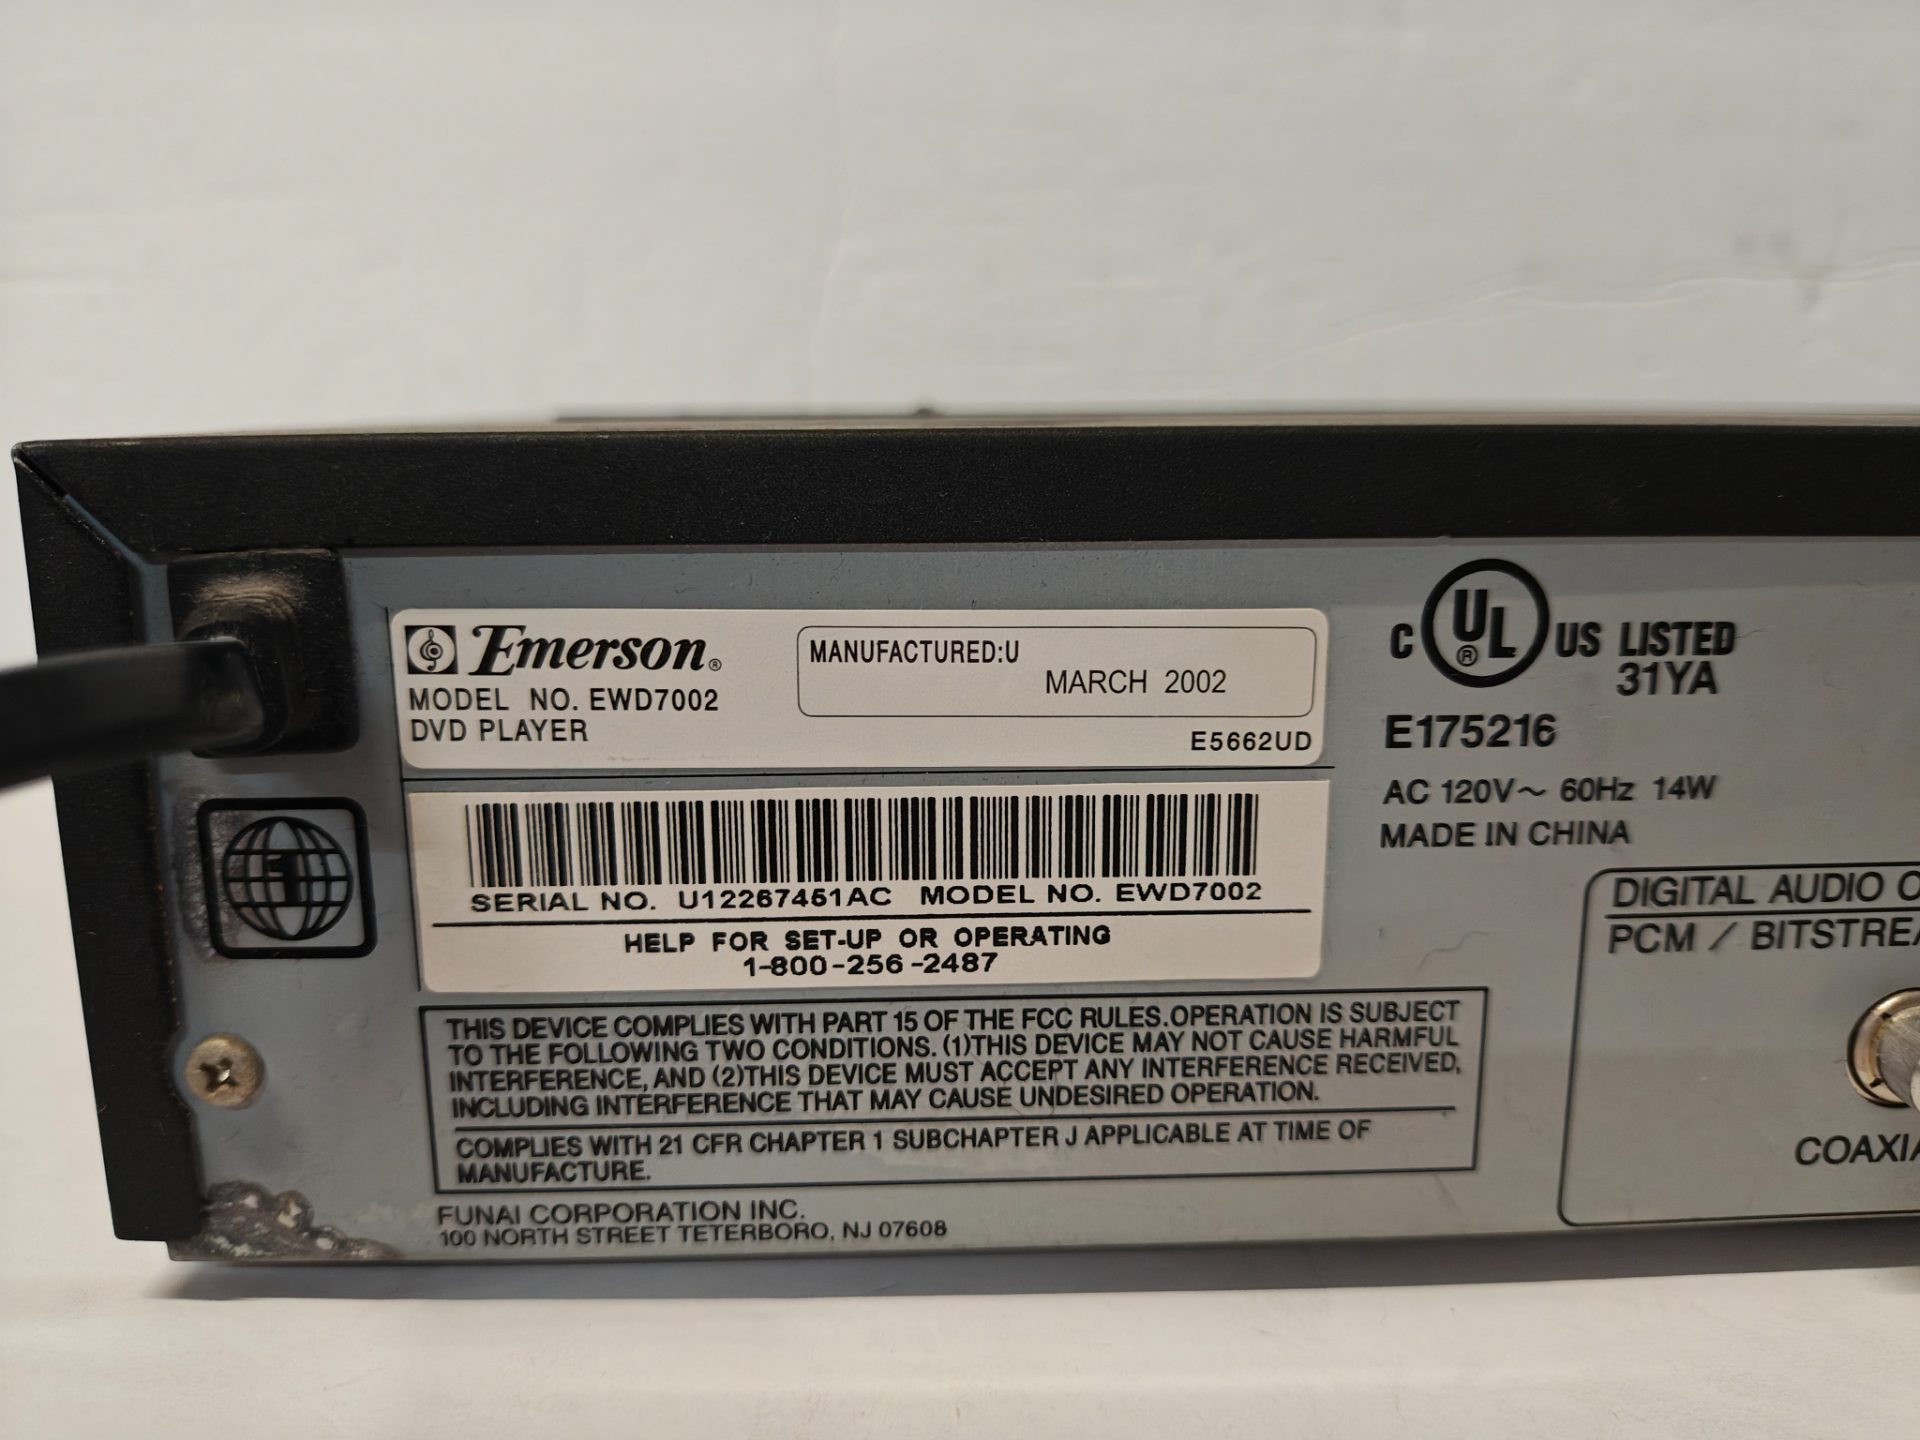 Emerson®
MODEL NO. EWD7002
DVD PLAYER
MANUFACTURED:U
MARCH 2002
E5662UD
SERIAL NO. U12267451AC MODEL NO. EWD7002
HELP FOR SET-UP OR OPERATING
1-800-256-2487
1
THIS DEVICE COMPLIES WITH PART 15 OF THE FCC RULES.OPERATION IS SUBJECT
TO THE FOLLOWING TWO CONDITIONS. (1)THIS DEVICE MAY NOT CAUSE HARMFUL
INTERFERENCE, AND (2)THIS DEVICE MUST ACCEPT ANY INTERFERENCE RECEIVED,
INCLUDING INTERFERENCE THAT MAY CAUSE UNDESIRED OPERATION.
COMPLIES WITH 21 CFR CHAPTER 1 SUBCHAPTER J APPLICABLE AT TIME OF
MANUFACTURE.
FUNAI CORPORATION INC.
100 NORTH STREET TETERBORO, NJ 07608
C UL® US LISTED
31YA
E175216
AC 120V~ 60Hz 14W
MADE IN CHINA
DIGITAL AUDIO O
PCM / BITSTREA
COAXIA